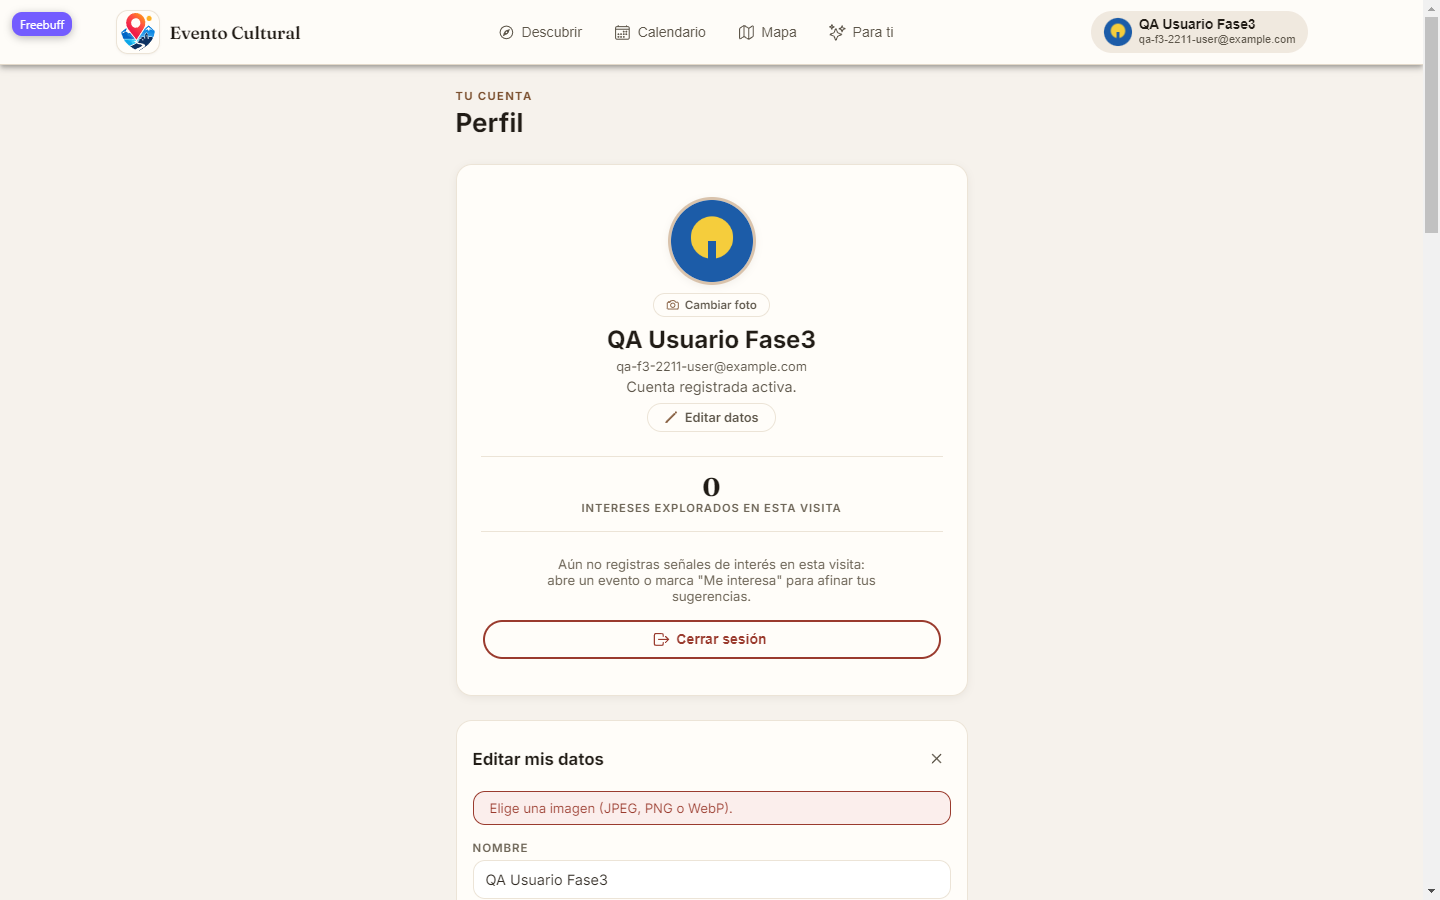 Freebuff
Evento Cultural
Descubrir
Calendario
Mapa
Para ti
QA Usuario Fase3
qa-f3-2211-user@example.com
TU CUENTA
Perfil
Cambiar foto
QA Usuario Fase3
qa-f3-2211-user@example.com
Cuenta registrada activa.
Editar datos
0
INTERESES EXPLORADOS EN ESTA VISITA
Aún no registras señales de interés en esta visita:
abre un evento o marca "Me interesa" para afinar tus
sugerencias.
Cerrar sesión
Editar mis datos
Elige una imagen (JPEG, PNG o WebP).
NOMBRE
QA Usuario Fase3